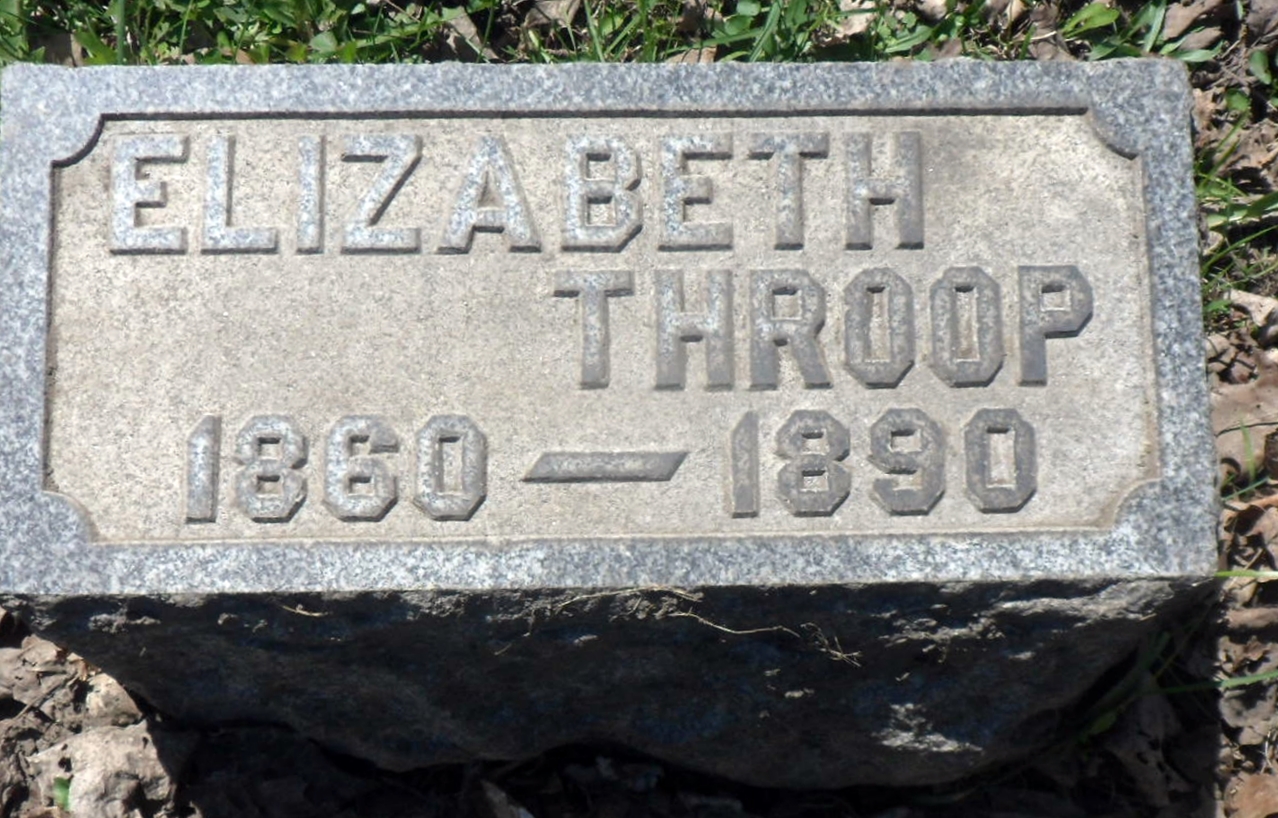 ELIZABETH
THROOP
1860 — 1890